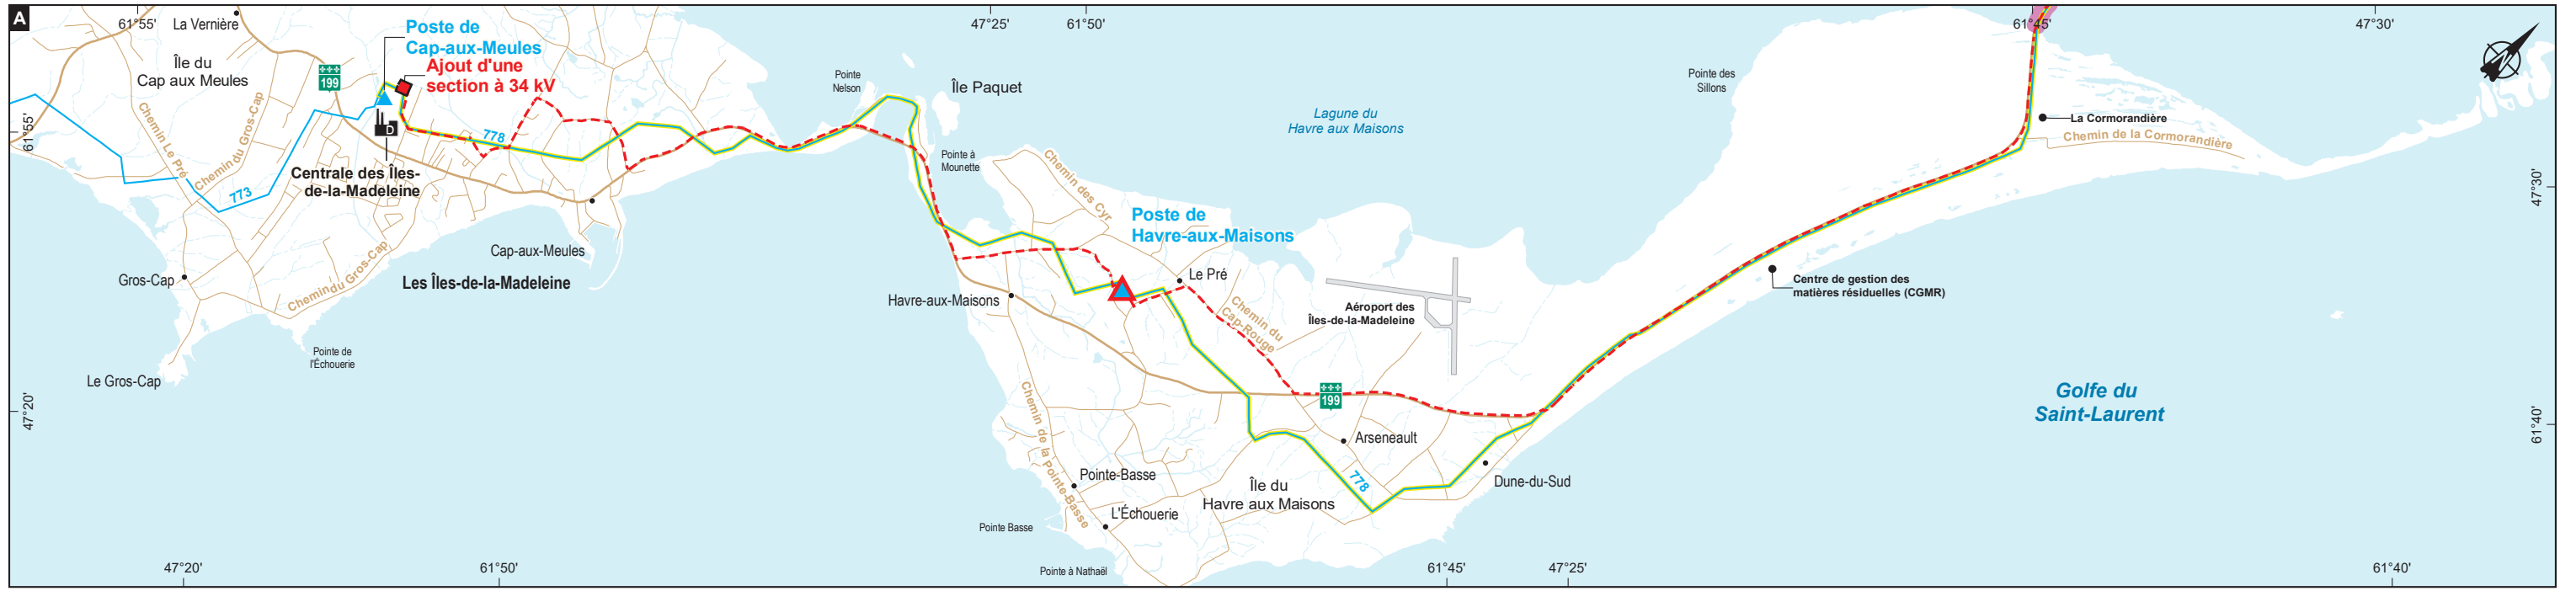 A
61°55'
47°25'
61°50'
61°45'
47°30'
La Vernière
Poste de
Cap-aux-Meules
Île du
Cap aux Meules
199
Ajout d'une
section à 34 kV
Pointe
Nelson
Île Paquet
Pointe des
Sillons
Lagune du
Havre aux Maisons
La Cormorandière
Chemin de la Cormorandière
61°55'
Chemin Le Pré
Chemin du Gros-Cap
D
778
Pointe à
Mounette
Chemin des Cyr
Centrale des Îles-
de-la-Madeleine
773
47°30'
Poste de
Havre-aux-Maisons
Cap-aux-Meules
Chemin du Gros-Cap
Gros-Cap
Les Îles-de-la-Madeleine
Le Pré
Havre-aux-Maisons
Chemin du
Cap-Rouge
Aéroport des
Îles-de-la-Madeleine
Centre de gestion des
matières résiduelles (CGMR)
Pointe de
l'Échouerie
Le Gros-Cap
199
Golfe du
Saint-Laurent
47°20'
61°40'
Chemin de la Pointe-Basse
Arseneault
Pointe-Basse
778
Dune-du-Sud
Île du
Havre aux Maisons
L'Échouerie
Pointe Basse
Pointe à Nathaël
47°20'
61°50'
61°45'
47°25'
61°40'